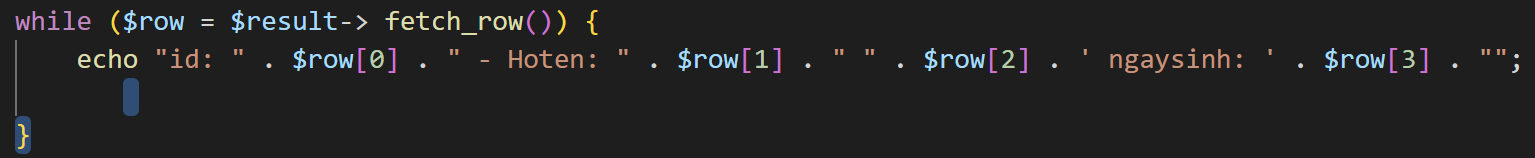 while ($row = $result-> fetch_row()) {
    echo "id: " . $row[0] . " - Hoten: " . $row[1] . " " . $row[2] . ' ngaysinh: ' . $row[3] . "";
}